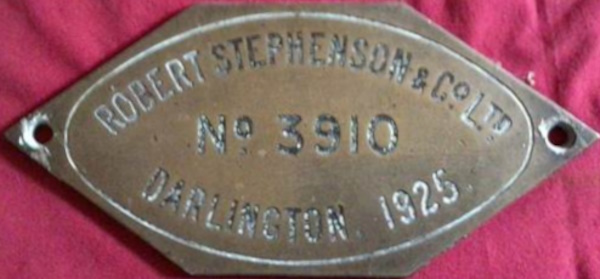 ROBERT STEPHENSON & Co LTD
No 3910
DARLINGTON. 1925